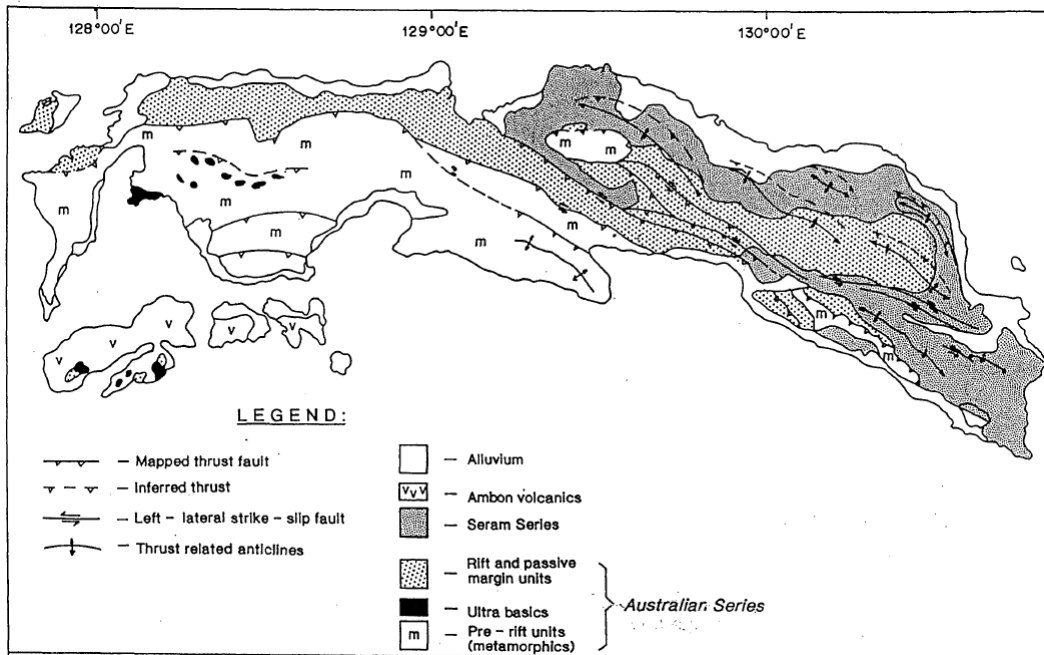 128°00'E 129°00'E 130°00'E
m
m
m
m
m
m
m
m
m
m
m
m
v
v
v
v
LEGEND:
– Mapped thrust fault
– Inferred thrust
– Left – lateral strike – slip fault
– Thrust related anticlines
– Alluvium
v v v – Ambon volcanics
– Seram Series
– Rift and passive
margin units
– Ultra basics
m – Pre – rift units
(metamorphics)
Australian Series